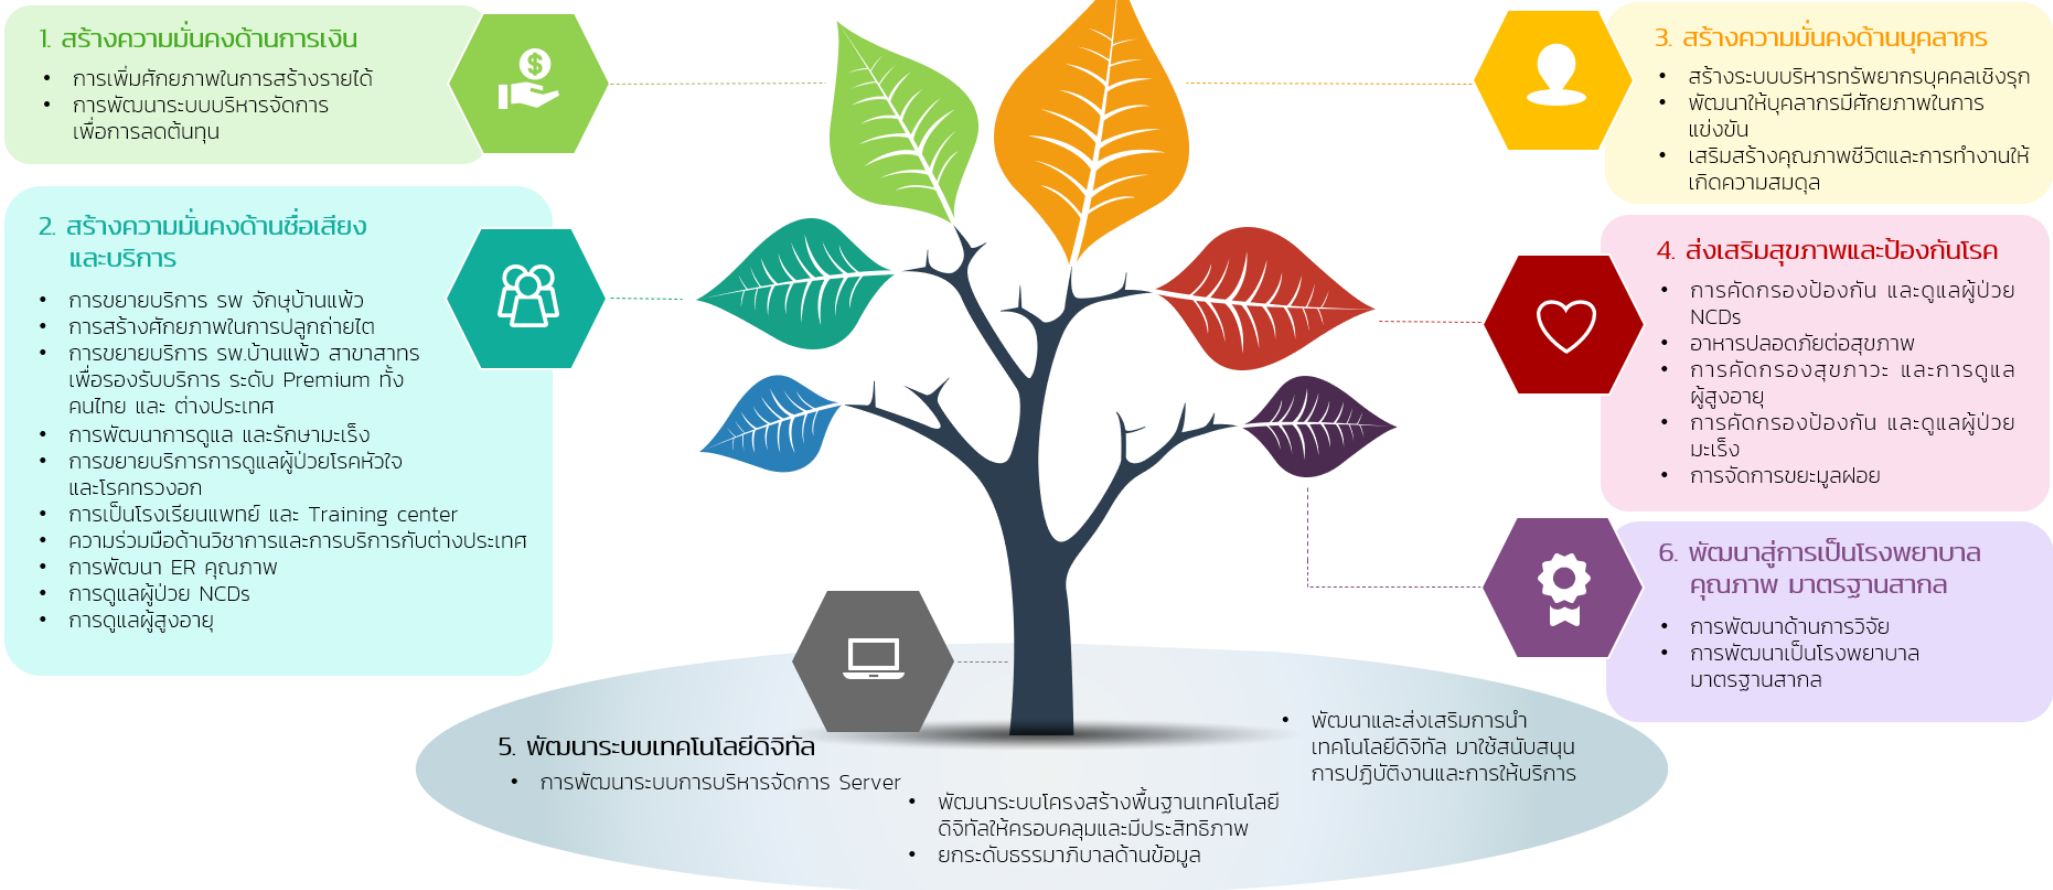 1. สร้างความมั่นคงด้านการเงิน
• การเพิ่มศักยภาพในการสร้างรายได้
• การพัฒนาระบบบริหารจัดการ
เพื่อการลดต้นทุน
2. สร้างความมั่นคงด้านชื่อเสียง
และบริการ
• การขยายบริการ รพ จักษุบ้านแพ้ว
• การสร้างศักยภาพในการปลูกถ่ายไต
• การขยายบริการ รพ.บ้านแพ้ว สาขาสาทร
เพื่อรองรับบริการ ระดับ Premium ทั้ง
คนไทย และ ต่างประเทศ
• การพัฒนาการดูแล และรักษามะเร็ง
• การขยายบริการการดูแลผู้ป่วยโรคหัวใจ
และโรคทรวงอก
• การเป็นโรงเรียนแพทย์ และ Training center
• ความร่วมมือด้านวิชาการและการบริการกับต่างประเทศ
• การพัฒนา ER คุณภาพ
• การดูแลผู้ป่วย NCDs
• การดูแลผู้สูงอายุ
3. สร้างความมั่นคงด้านบุคลากร
• สร้างระบบบริหารทรัพยากรบุคคลเชิงรุก
• พัฒนาให้บุคลากรมีศักยภาพในการ
แข่งขัน
• เสริมสร้างคุณภาพชีวิตและการทำงานให้
เกิดความสมดุล
4. ส่งเสริมสุขภาพและป้องกันโรค
• การคัดกรองป้องกัน และดูแลผู้ป่วย
NCDs
• อาหารปลอดภัยต่อสุขภาพ
• การคัดกรองสุขภาวะ และการดูแล
ผู้สูงอายุ
• การคัดกรองป้องกัน และดูแลผู้ป่วย
มะเร็ง
• การจัดการขยะมูลฝอย
5. พัฒนาระบบเทคโนโลยีดิจิทัล
• การพัฒนาระบบการบริหารจัดการ Server
• พัฒนาระบบโครงสร้างพื้นฐานเทคโนโลยี
ดิจิทัลให้ครอบคลุมและมีประสิทธิภาพ
• ยกระดับธรรมาภิบาลด้านข้อมูล
• พัฒนาและส่งเสริมการนำ
เทคโนโลยีดิจิทัล มาใช้สนับสนุน
การปฏิบัติงานและการให้บริการ
6. พัฒนาสู่การเป็นโรงพยาบาล
คุณภาพ มาตรฐานสากล
• การพัฒนาด้านการวิจัย
• การพัฒนาเป็นโรงพยาบาล
มาตรฐานสากล